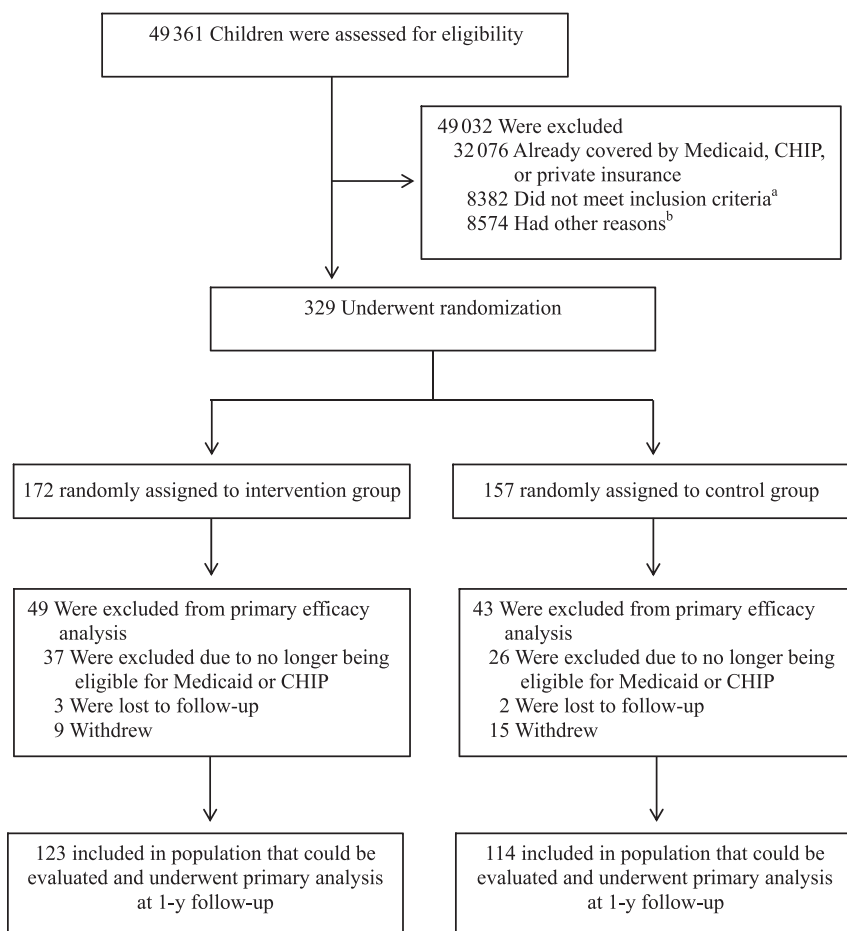 49 361 Children were assessed for eligibility
49 032 Were excluded
32 076 Already covered by Medicaid, CHIP,
or private insurance
8382 Did not meet inclusion criteriaᵃ
8574 Had other reasonsᵇ
329 Underwent randomization
172 randomly assigned to intervention group
157 randomly assigned to control group
49 Were excluded from primary efficacy
analysis
37 Were excluded due to no longer being
eligible for Medicaid or CHIP
3 Were lost to follow-up
9 Withdrew
43 Were excluded from primary efficacy
analysis
26 Were excluded due to no longer being
eligible for Medicaid or CHIP
2 Were lost to follow-up
15 Withdrew
123 included in population that could be
evaluated and underwent primary analysis
at 1-y follow-up
114 included in population that could be
evaluated and underwent primary analysis
at 1-y follow-up